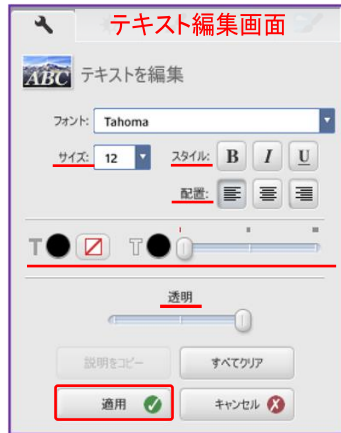 テキスト編集画面
ABC テキストを編集
フォント: Tahoma
サイズ: 12 スタイル: B I U
配置:
T T
透明
説明をコピー すべてクリア
適用 キャンセル